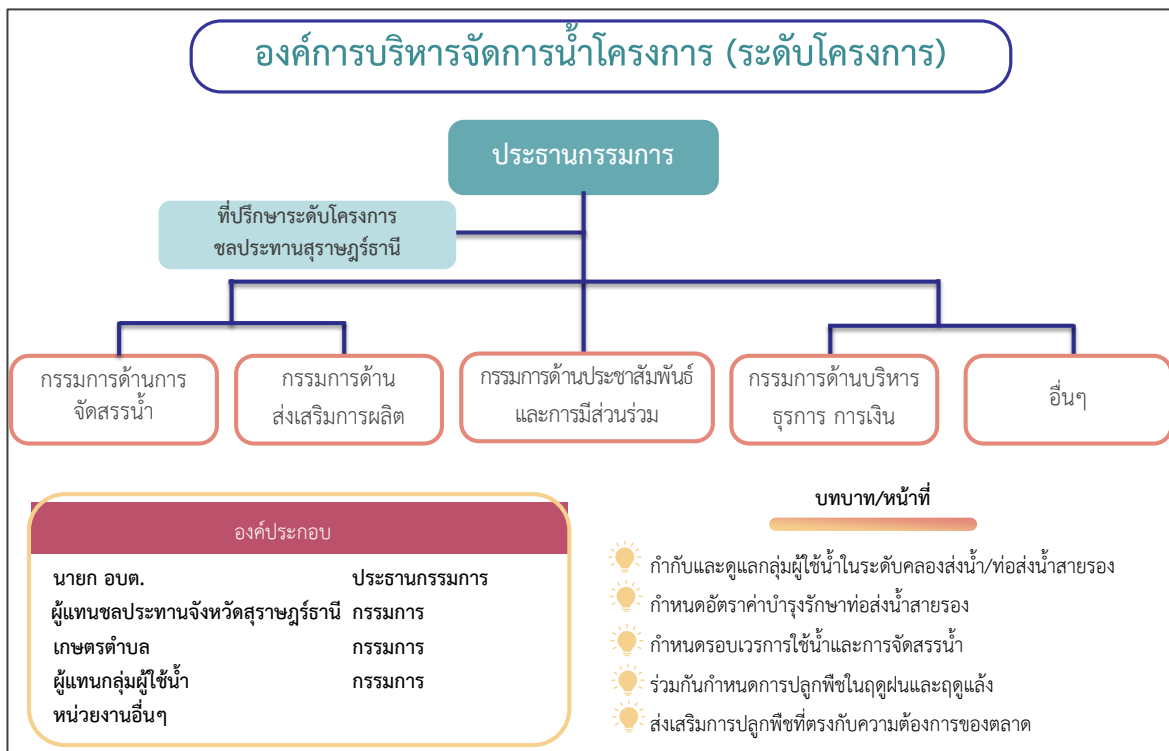 องค์การบริหารจัดการน้ำโครงการ (ระดับโครงการ)
ประธานกรรมการ
ที่ปรึกษาระดับโครงการ
ชลประทานสุราษฎร์ธานี
กรรมการด้านการ
จัดสรรน้ำ
กรรมการด้าน
ส่งเสริมการผลิต
กรรมการด้านประชาสัมพันธ์
และการมีส่วนร่วม
กรรมการด้านบริหาร
ธุรการ การเงิน
อื่นๆ
องค์ประกอบ
นายก อบต. ประธานกรรมการ
ผู้แทนชลประทานจังหวัดสุราษฎร์ธานี กรรมการ
เกษตรตำบล กรรมการ
ผู้แทนกลุ่มผู้ใช้น้ำ กรรมการ
หน่วยงานอื่นๆ
บทบาท/หน้าที่
กำกับและดูแลกลุ่มผู้ใช้น้ำในระดับคลองส่งน้ำ/ท่อส่งน้ำสายรอง
กำหนดอัตราค่าบำรุงรักษาท่อส่งน้ำสายรอง
กำหนดรอบเวรการใช้น้ำและการจัดสรรน้ำ
ร่วมกันกำหนดการปลูกพืชในฤดูฝนและฤดูแล้ง
ส่งเสริมการปลูกพืชที่ตรงกับความต้องการของตลาด